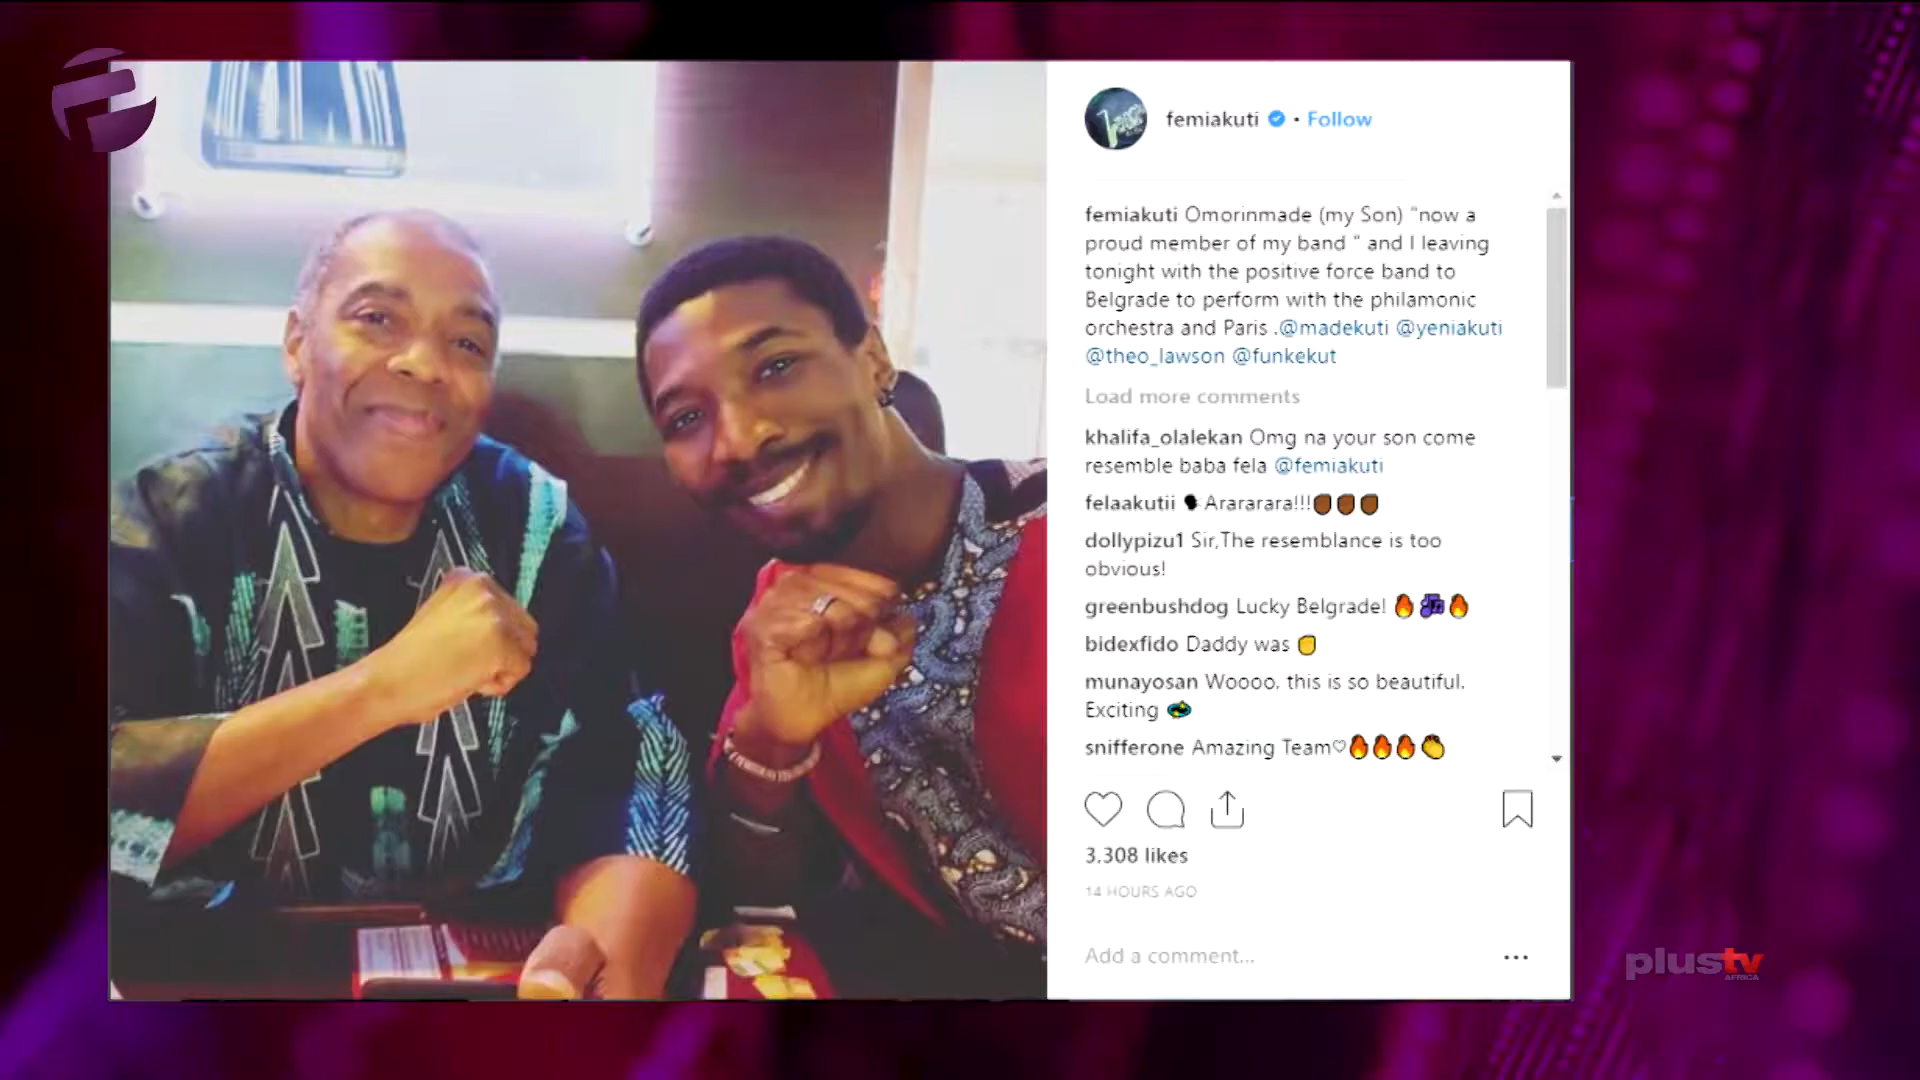 femiakuti • Follow
femiakuti Omorinmade (my Son) "now a
proud member of my band " and I leaving
tonight with the positive force band to
Belgrade to perform with the philamonic
orchestra and Paris .@madekuti @yeniakuti
@theo_lawson @funkekut
Load more comments
khalifa_olalekan Omg na your son come
resemble baba fela @femiakuti
felaakutii 🗣Arararara!!!
dollypizu1 Sir,The resemblance is too
obvious!
greenbushdog Lucky Belgrade! 🔥🎶🔥
bidexfido Daddy was
munayosan Woooo, this is so beautiful.
Exciting
snifferone Amazing Team♡🔥🔥🔥👏
3,308 likes
14 HOURS AGO
Add a comment...
plustv
AFRICA